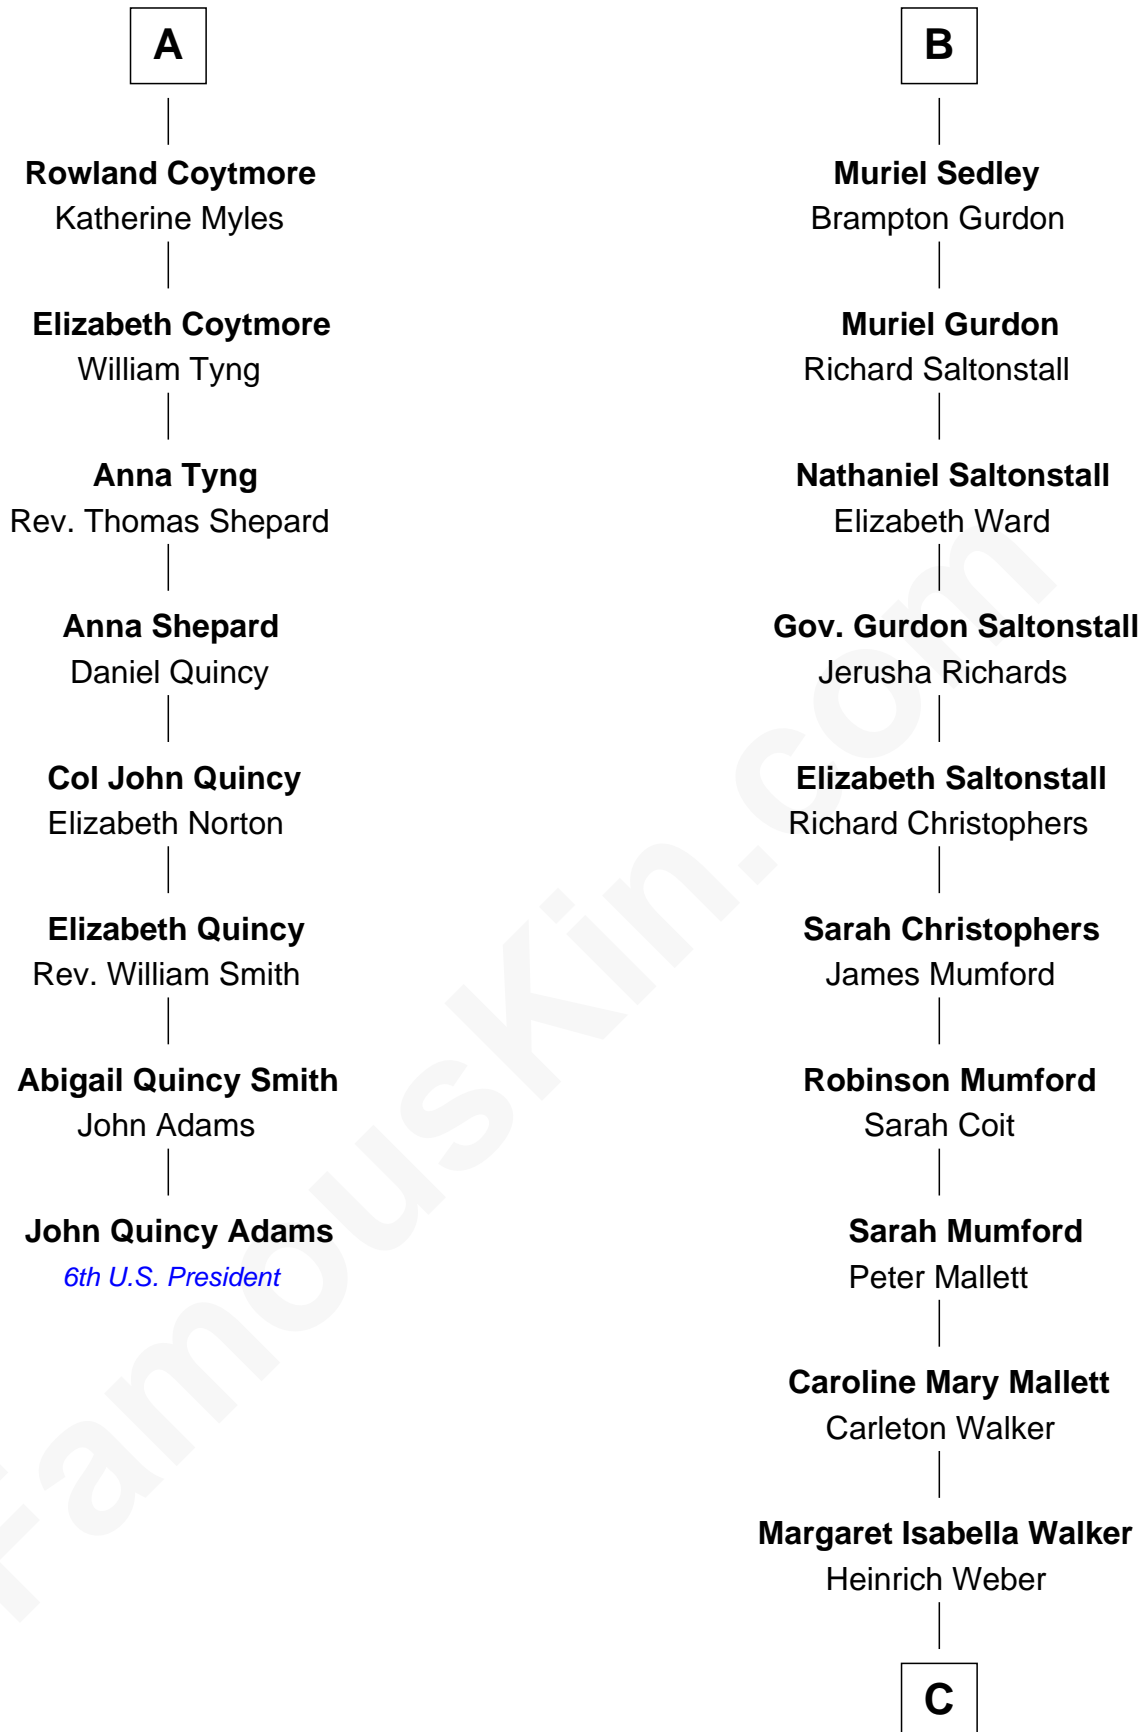 A
Rowland Coytmore
Katherine Myles
Elizabeth Coytmore
William Tyng
Anna Tyng
Rev. Thomas Shepard
Anna Shepard
Daniel Quincy
Col John Quincy
Elizabeth Norton
Elizabeth Quincy
Rev. William Smith
Abigail Quincy Smith
John Adams
John Quincy Adams
6th U.S. President
B
Muriel Sedley
Brampton Gurdon
Muriel Gurdon
Richard Saltonstall
Nathaniel Saltonstall
Elizabeth Ward
Gov. Gurdon Saltonstall
Jerusha Richards
Elizabeth Saltonstall
Richard Christophers
Sarah Christophers
James Mumford
Robinson Mumford
Sarah Coit
Sarah Mumford
Peter Mallett
Caroline Mary Mallett
Carleton Walker
Margaret Isabella Walker
Heinrich Weber
C
FamousKin.com